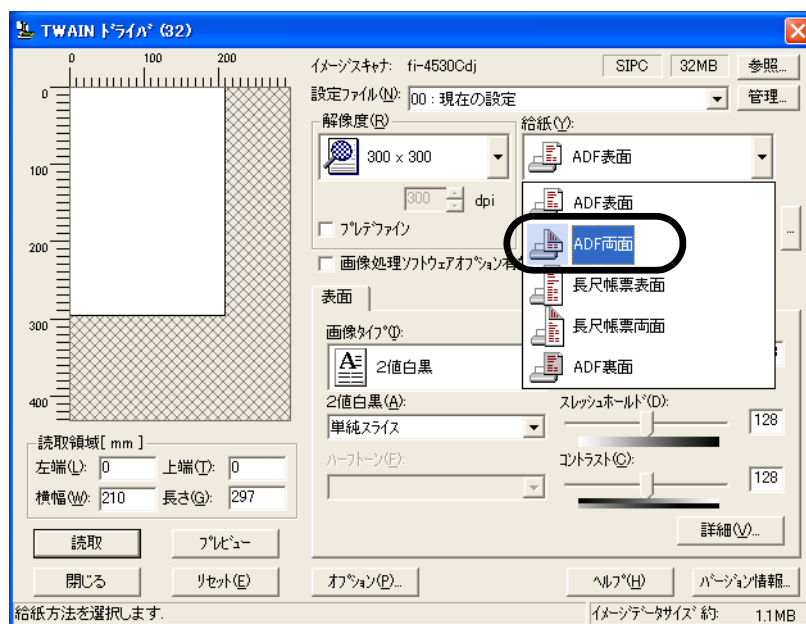 TWAIN ドライバ (32)
0 100 200
0
100
200
300
400
イメージスキャナ: fi-4530Cdj SIPC 32MB 参照...
設定ファイル(N): 00 : 現在の設定 管理...
解像度(R) 給紙(Y):
300 × 300 ADF表面
300 dpi ADF表面
プレデファイン ADF両面
...
画像処理ソフトウェアオプション有
長尺帳票表面
表面
長尺帳票両面
画像タイプ(I):
2値白黒 ADF裏面
2値白黒(A): スレッショホールド(D):
単純スライス 128
ハーフトーン(F): コントラスト(C):
128
詳細(V)...
読取領域[ mm ]
左端(L): 0 上端(T): 0
横幅(W): 210 長さ(G): 297
読取 プレビュー
閉じる リセット(E) オプション(P)... ヘルプ(H) バージョン情報...
給紙方法を選択します. イメージデータサイズ 約: 1.1MB